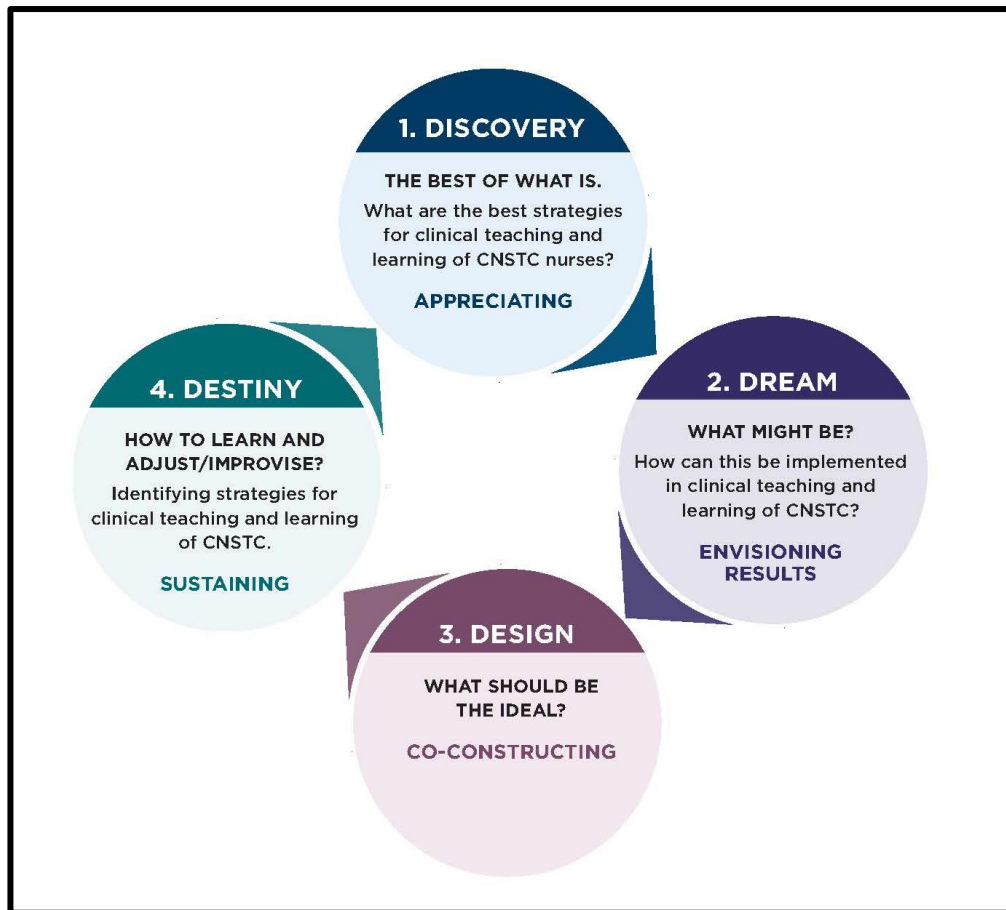 1. DISCOVERY
THE BEST OF WHAT IS.
What are the best strategies
for clinical teaching and
learning of CNSTC nurses?
APPRECIATING
2. DREAM
WHAT MIGHT BE?
How can this be implemented
in clinical teaching and
learning of CNSTC?
ENVISIONING
RESULTS
3. DESIGN
WHAT SHOULD BE
THE IDEAL?
CO-CONSTRUCTING
4. DESTINY
HOW TO LEARN AND
ADJUST/IMPROVISE?
Identifying strategies for
clinical teaching and learning
of CNSTC.
SUSTAINING